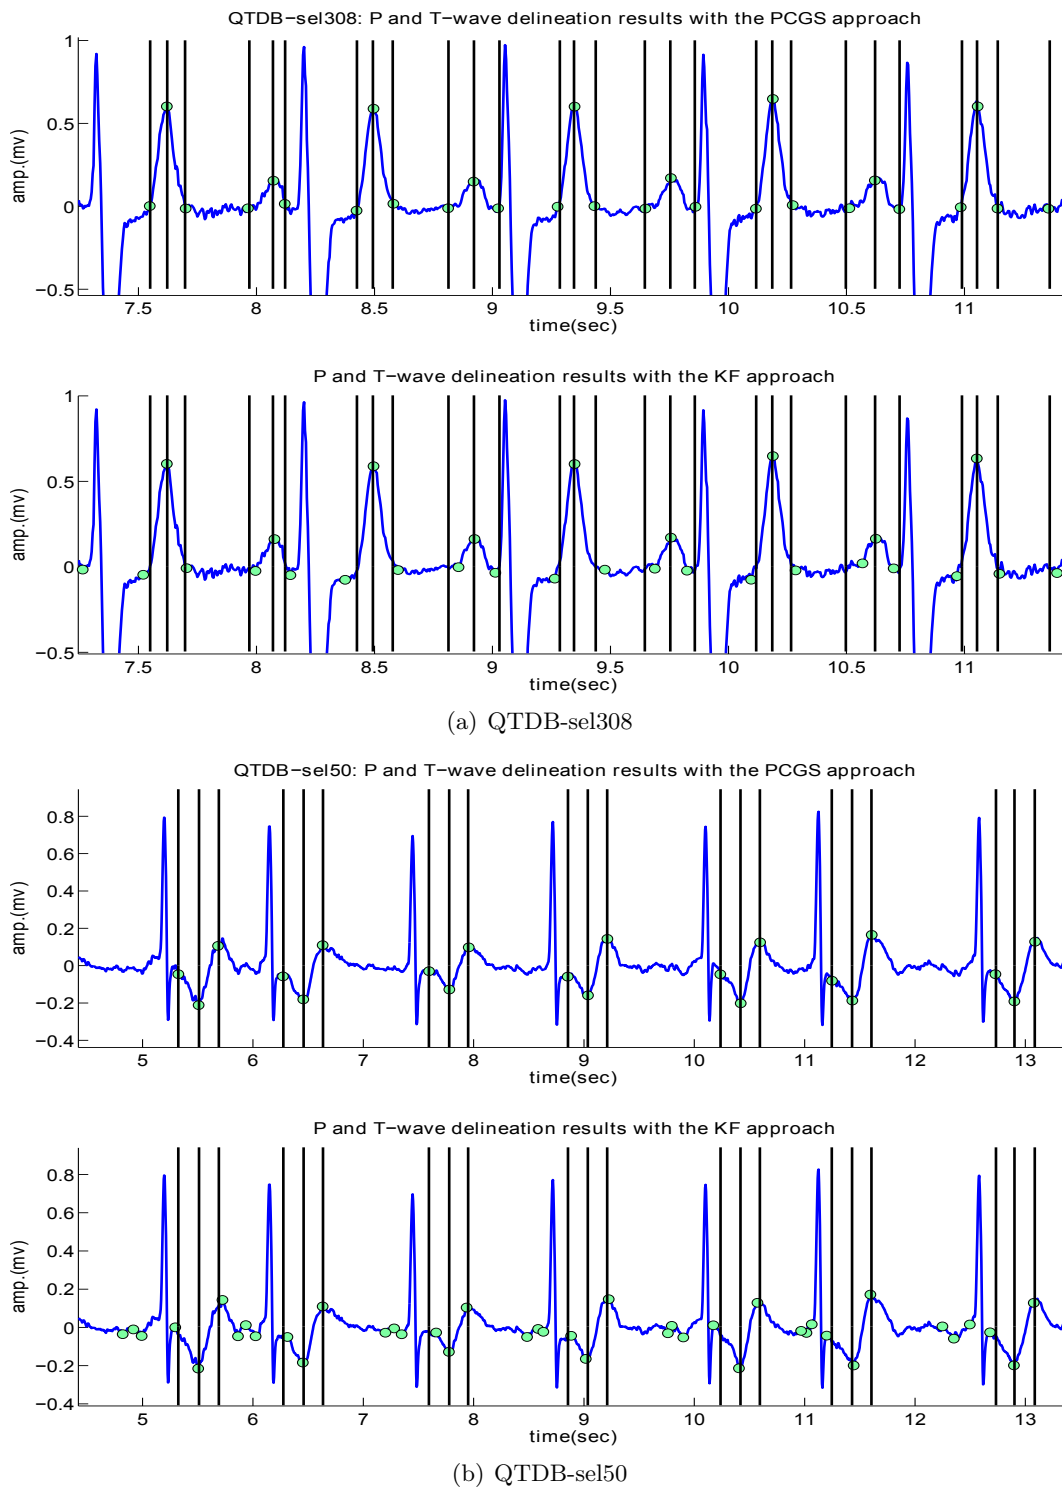 QTDB−sel308: P and T−wave delineation results with the PCGS approach
1
0.5
0
−0.5
amp.(mv)
7.5 8 8.5 9 9.5 10 10.5 11
time(sec)
P and T−wave delineation results with the KF approach
1
0.5
0
−0.5
amp.(mv)
7.5 8 8.5 9 9.5 10 10.5 11
time(sec)
(a) QTDB-sel308
QTDB−sel50: P and T−wave delineation results with the PCGS approach
0.8
0.6
0.4
0.2
0
−0.2
−0.4
amp.(mv)
5 6 7 8 9 10 11 12 13
time(sec)
P and T−wave delineation results with the KF approach
0.8
0.6
0.4
0.2
0
−0.2
−0.4
amp.(mv)
5 6 7 8 9 10 11 12 13
time(sec)
(b) QTDB-sel50